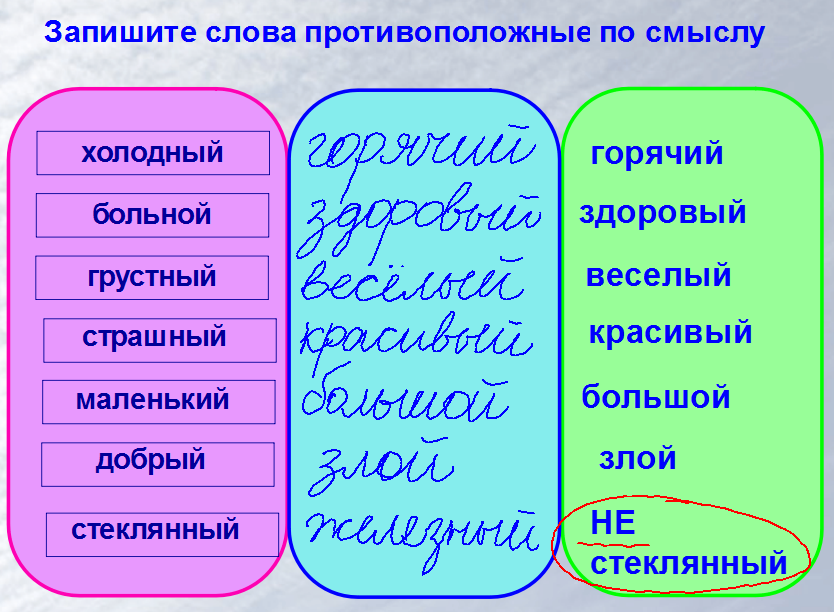 Запишите слова противоположные по смыслу
холодный горячий горячий
больной здоровый здоровый
грустный весёлый веселый
страшный красивый красивый
маленький большой большой
добрый злой злой
стеклянный железный НЕ
стеклянный